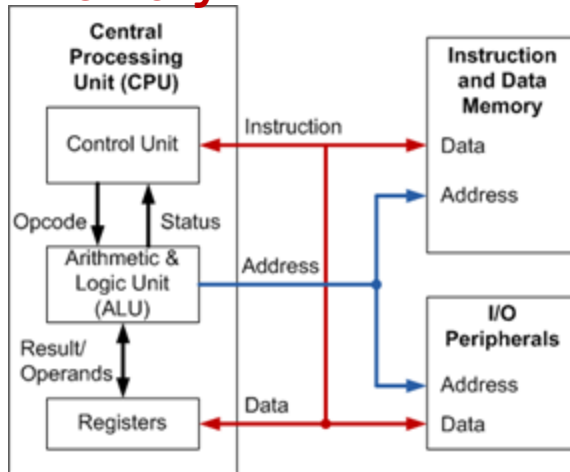 Central
Processing
Unit (CPU)
Control Unit
Opcode
Status
Arithmetic &
Logic Unit
(ALU)
Result/
Operands
Registers
Instruction
Address
Data
Instruction
and Data
Memory
Data
Address
I/O
Peripherals
Address
Data